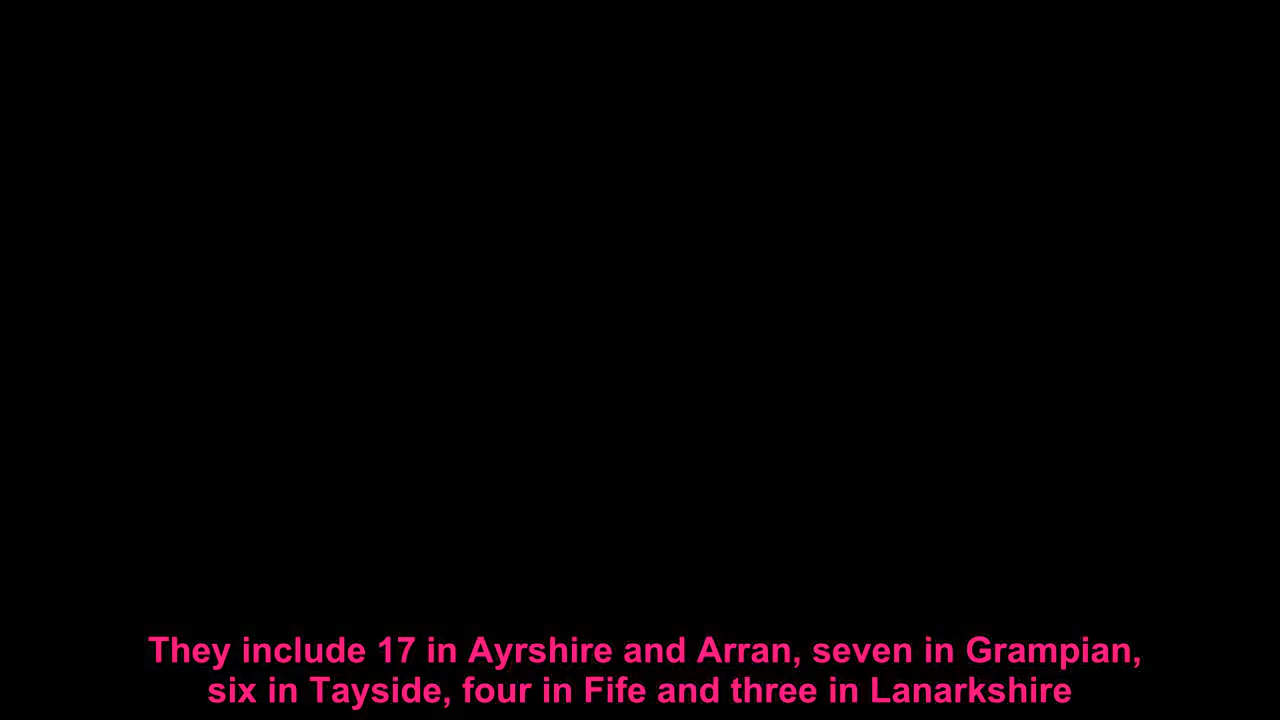 They include 17 in Ayrshire and Arran, seven in Grampian,
six in Tayside, four in Fife and three in Lanarkshire